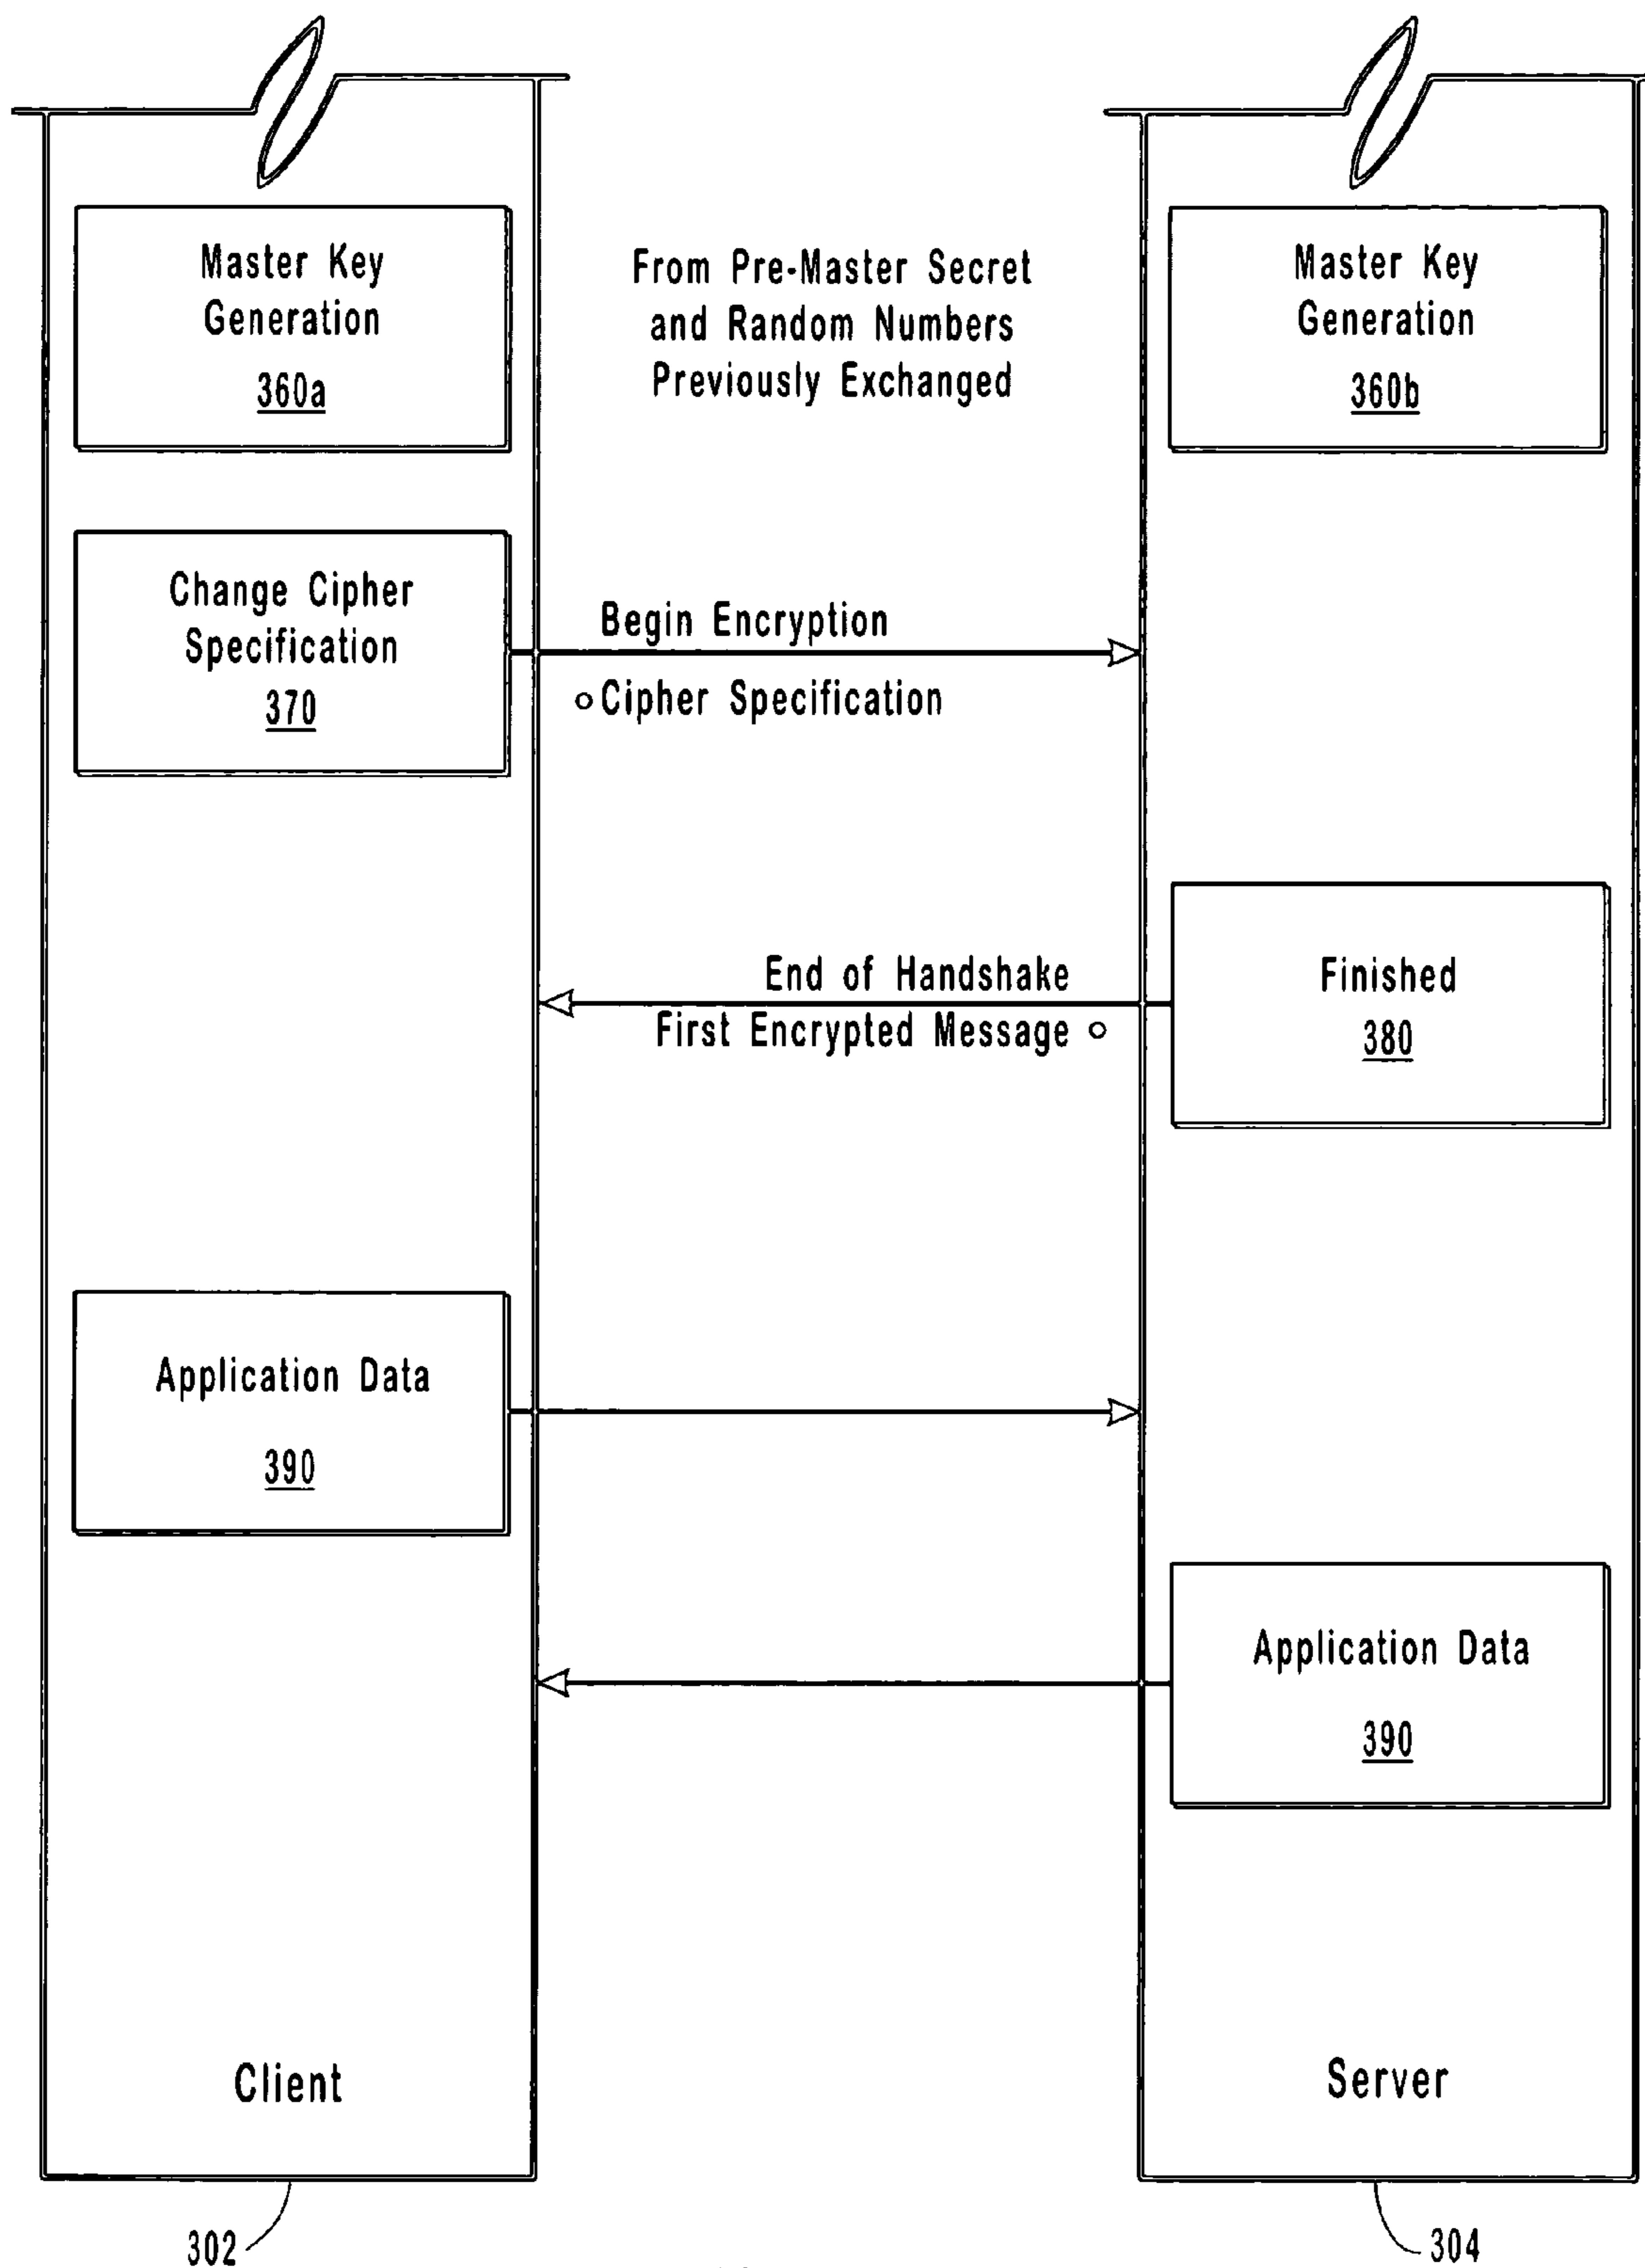 Master Key
Generation
360a
From Pre-Master Secret
and Random Numbers
Previously Exchanged
Master Key
Generation
360b
Change Cipher
Specification
370
Begin Encryption
o Cipher Specification
End of Handshake
First Encrypted Message o
Finished
380
Application Data
390
Application Data
390
Client
Server
302
304